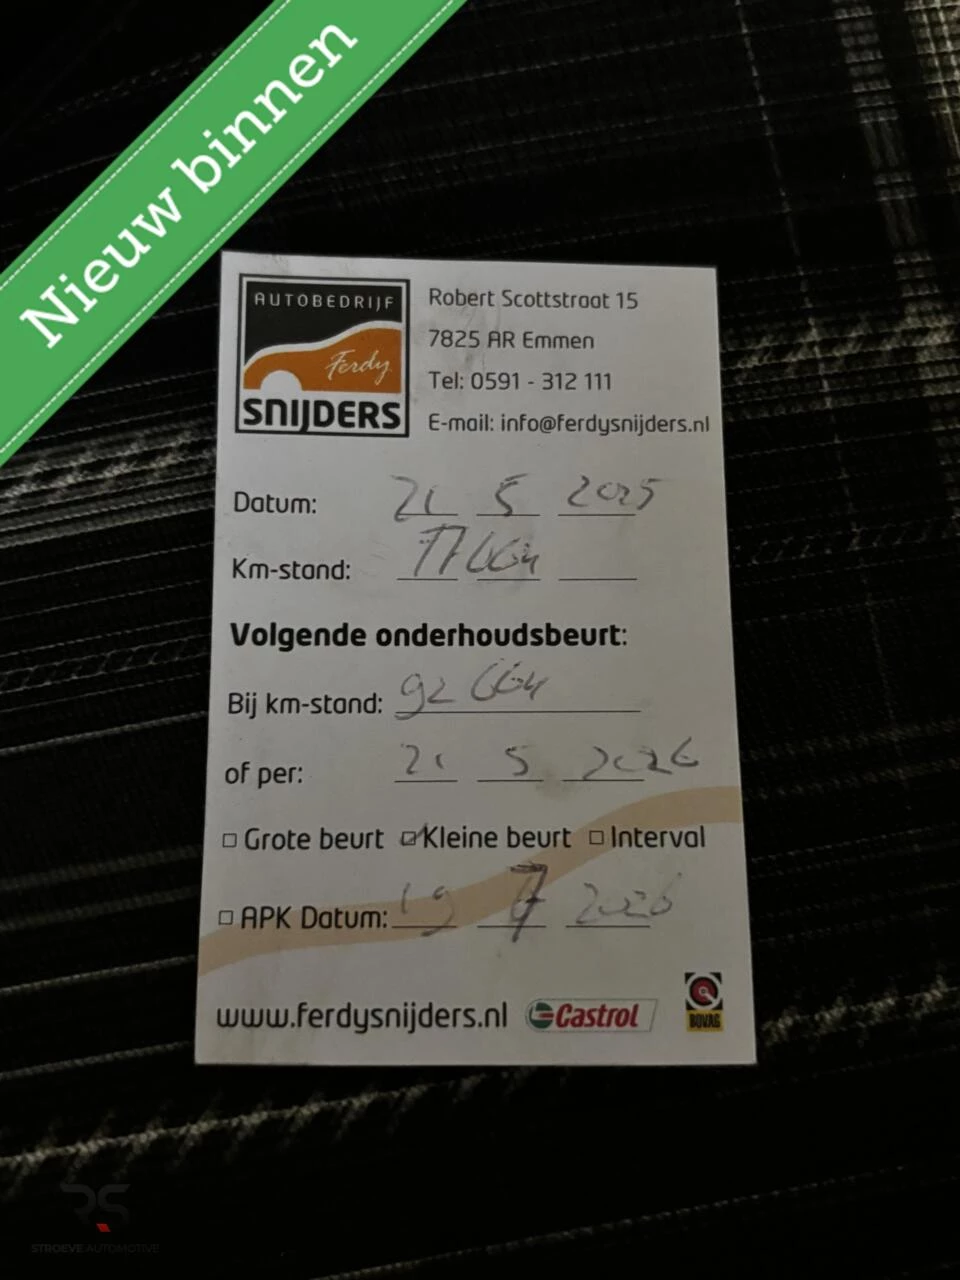 Nieuw binnen
AUTOBEDRIJF
Ferdy
SNIJDERS
Robert Scottstraat 15
7825 AR Emmen
Tel: 0591 - 312 111
E-mail: info@ferdysnijders.nl
Datum: 21 5 2025
Km-stand: 77664
Volgende onderhoudsbeurt:
Bij km-stand: 92664
of per: 21 5 2026
Grote beurt Kleine beurt Interval
APK Datum: 19 7 2026
www.ferdysnijders.nl Castrol BOVAG
RS
STROEVE AUTOMOTIVE